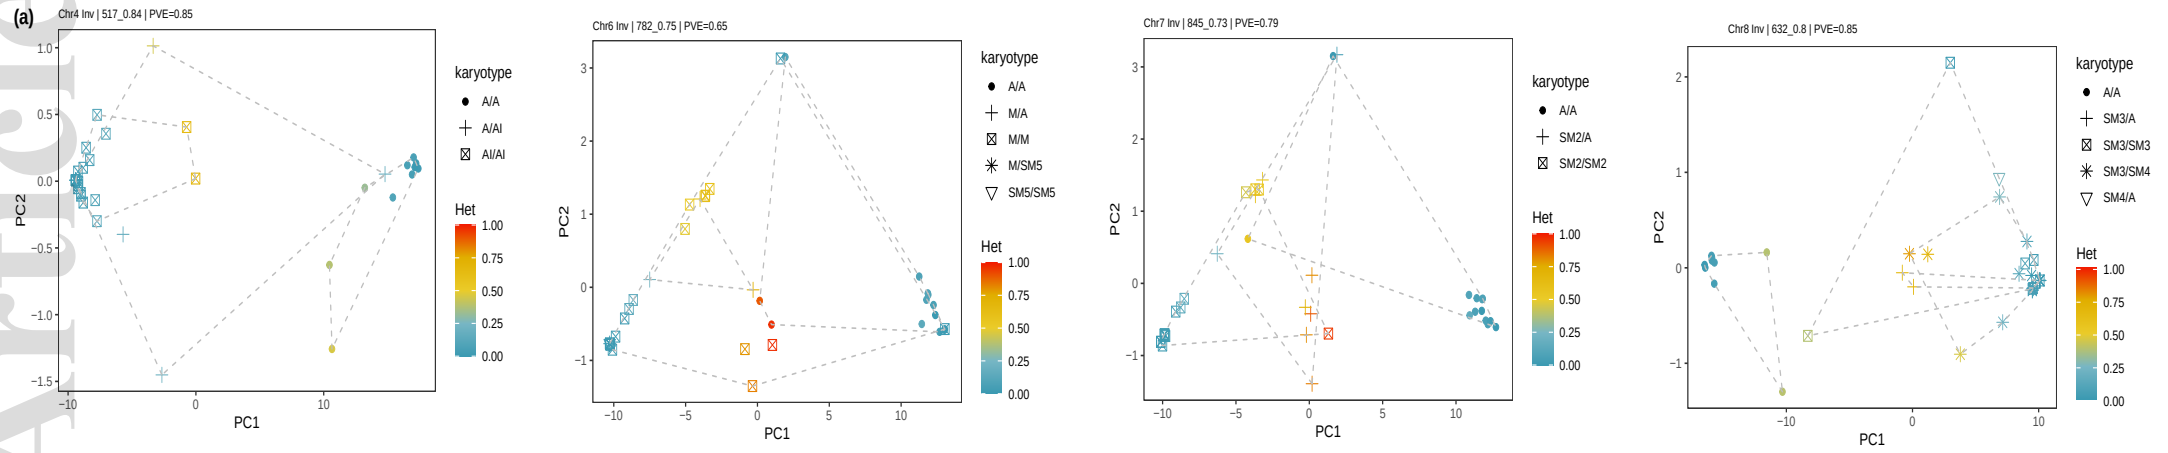 (a)
Chr4 Inv | 517_0.84 | PVE=0.85
1.0
0.5
0.0
−0.5
−1.0
−1.5
PC2
−10
0
10
PC1
karyotype
A/A
A/AI
AI/AI
Het
1.00
0.75
0.50
0.25
0.00
Chr6 Inv | 782_0.75 | PVE=0.65
3
2
1
0
−1
PC2
−10
−5
0
5
10
PC1
karyotype
A/A
M/A
M/M
M/SM5
SM5/SM5
Het
1.00
0.75
0.50
0.25
0.00
Chr7 Inv | 845_0.73 | PVE=0.79
3
2
1
0
−1
PC2
−10
−5
0
5
10
PC1
karyotype
A/A
SM2/A
SM2/SM2
Het
1.00
0.75
0.50
0.25
0.00
Chr8 Inv | 632_0.8 | PVE=0.85
2
0
−1
PC2
−10
0
10
PC1
karyotype
A/A
SM3/A
SM3/SM3
SM3/SM4
SM4/A
Het
1.00
0.75
0.50
0.25
0.00
Article